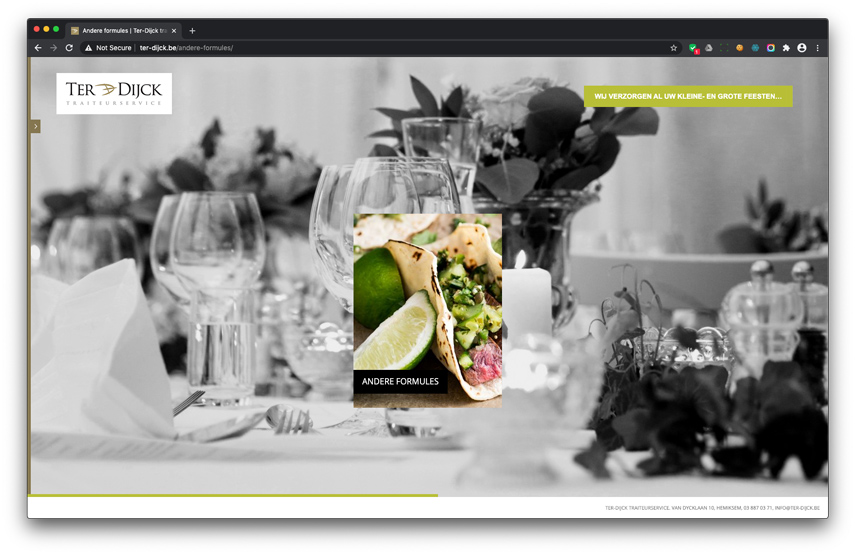 Andere formules | Ter-Dijck tra
Not Secure | ter-dijck.be/andere-formules/
TER DIJCK
TRAITEURSERVICE
WIJ VERZORGEN AL UW KLEINE- EN GROTE FEESTEN...
ANDERE FORMULES
TER-DIJCK TRAITEURSERVICE, VAN DYCKLAAN 10, HEMIKSEM, 03 887 03 71, INFO@TER-DIJCK.BE